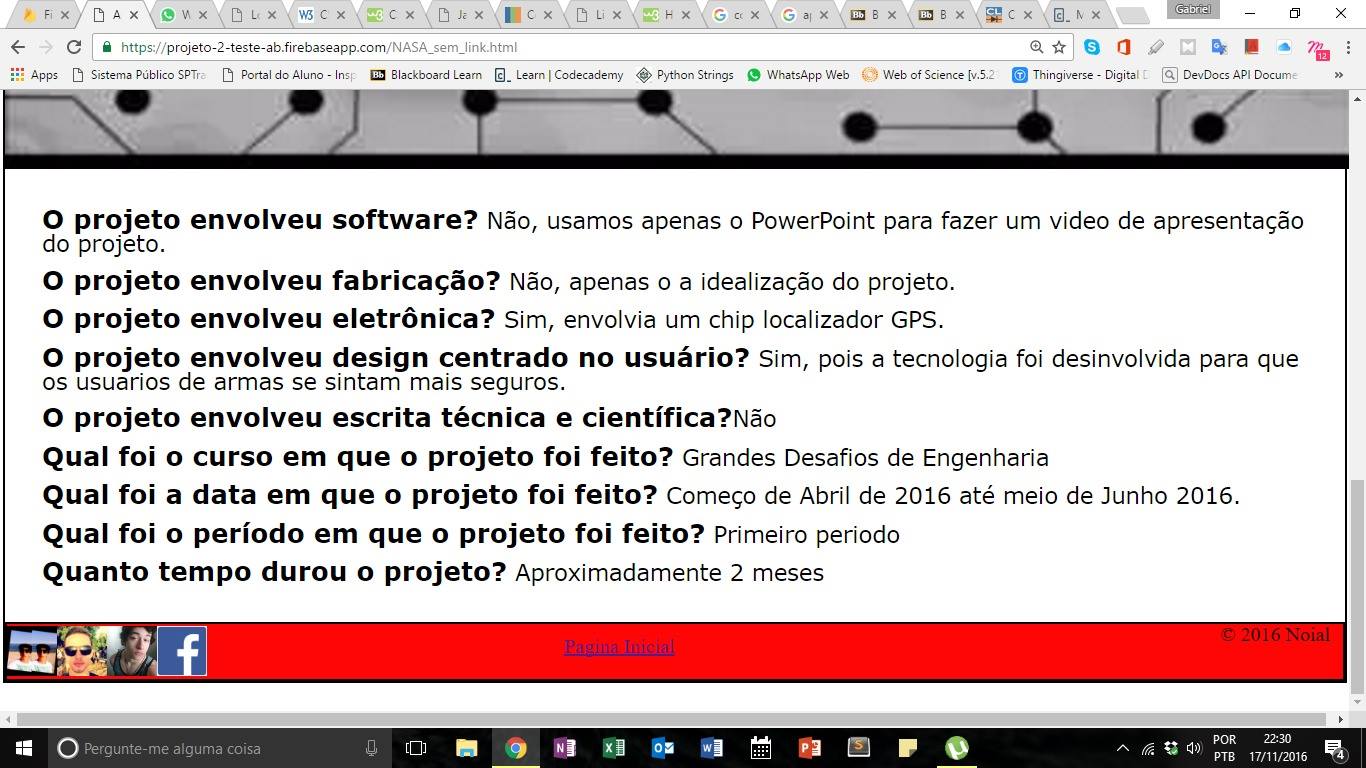 Gabriel
Fi
A
W
Lo
C
C
Ja
C
Li
H
co
ap
B
B
C
M
https://projeto-2-teste-ab.firebaseapp.com/NASA_sem_link.html
12
Apps Sistema Público SPTra Portal do Aluno - Insp Blackboard Learn Learn | Codecademy Python Strings WhatsApp Web Web of Science [v.5.2 Thingiverse - Digital D DevDocs API Docume »
O projeto envolveu software? Não, usamos apenas o PowerPoint para fazer um video de apresentação
do projeto.
O projeto envolveu fabricação? Não, apenas o a idealização do projeto.
O projeto envolveu eletrônica? Sim, envolvia um chip localizador GPS.
O projeto envolveu design centrado no usuário? Sim, pois a tecnologia foi desinvolvida para que
os usuarios de armas se sintam mais seguros.
O projeto envolveu escrita técnica e científica?Não
Qual foi o curso em que o projeto foi feito? Grandes Desafios de Engenharia
Qual foi a data em que o projeto foi feito? Começo de Abril de 2016 até meio de Junho 2016.
Qual foi o período em que o projeto foi feito? Primeiro periodo
Quanto tempo durou o projeto? Aproximadamente 2 meses
© 2016 Noial
Pagina Inicial
Pergunte-me alguma coisa
POR 22:30
PTB 17/11/2016
4